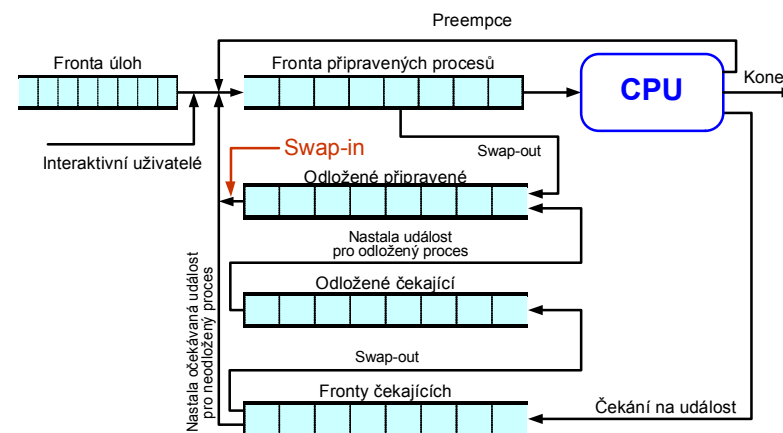 Preempce
Fronta úloh
Fronta připravených procesů
CPU
Kone
Interaktivní uživatelé
Swap-in
Swap-out
Odložené připravené
Nastala událost
pro odložený proces
Odložené čekající
Nastala očekávaná událost
pro neodložený proces
Swap-out
Fronty čekajících
Čekání na událost